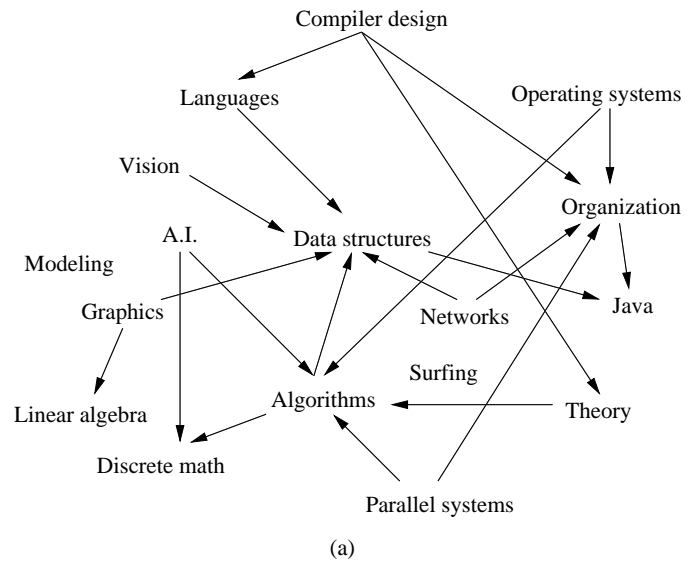 Compiler design
Languages
Operating systems
Vision
Organization
A.I.
Data structures
Modeling
Graphics
Networks
Java
Surfing
Linear algebra
Algorithms
Theory
Discrete math
Parallel systems
(a)